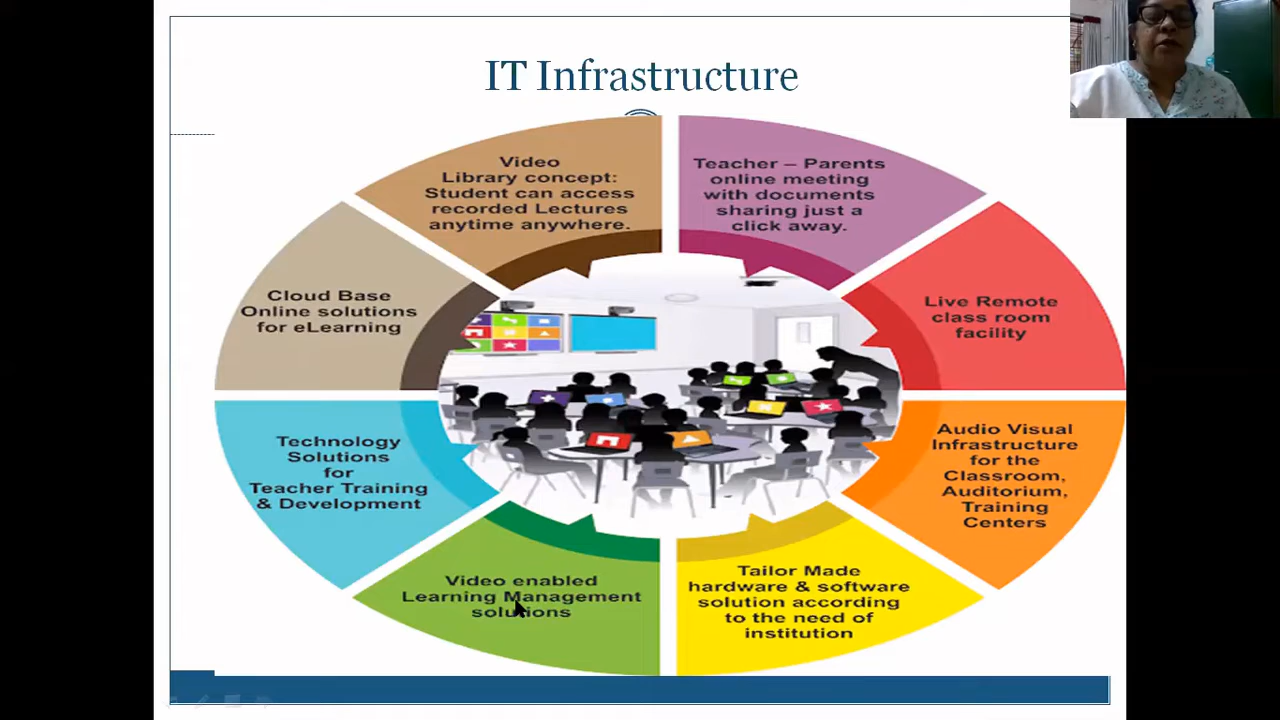 IT Infrastructure
Video
Library concept:
Student can access
recorded Lectures
anytime anywhere.
Teacher – Parents
online meeting
with documents
sharing just a
click away.
Live Remote
class room
facility
Audio Visual
Infrastructure
for the
Classroom,
Auditorium,
Training
Centers
Tailor Made
hardware & software
solution according
to the need of
institution
Video enabled
Learning Management
solutions
Technology
Solutions
for
Teacher Training
& Development
Cloud Base
Online solutions
for eLearning